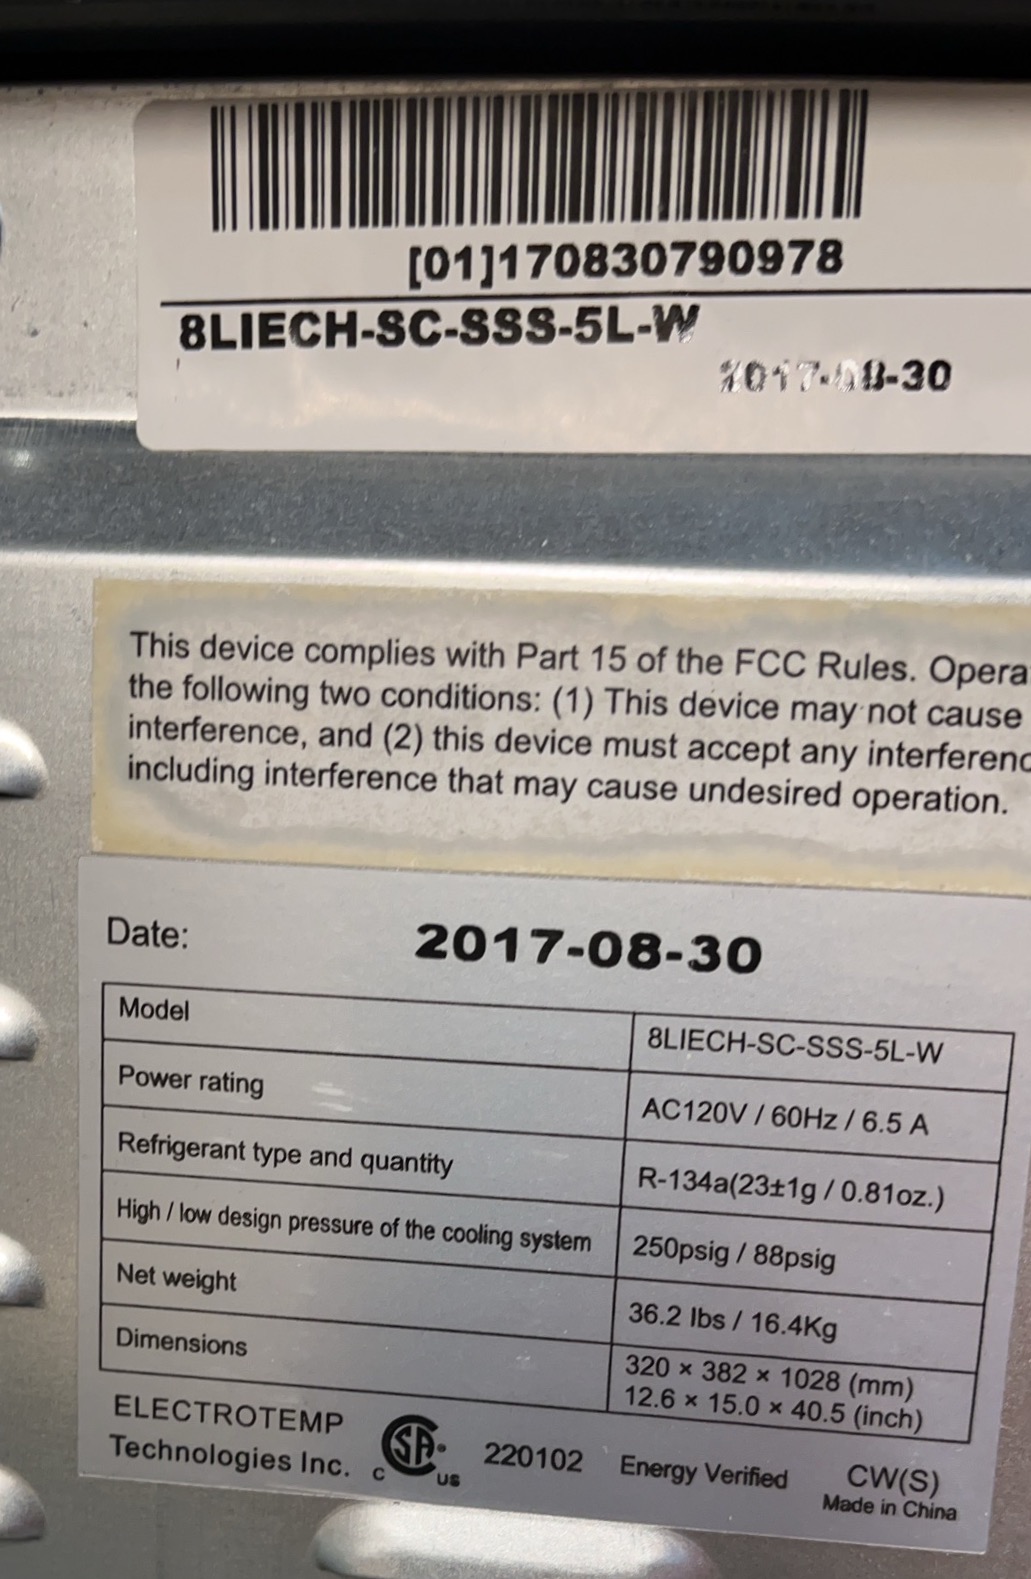 [01]170830790978
8LIECH-SC-SSS-5L-W
2017-08-30
This device complies with Part 15 of the FCC Rules. Opera
the following two conditions: (1) This device may not cause
interference, and (2) this device must accept any interferenc
including interference that may cause undesired operation.
Date: 2017-08-30
Model 8LIECH-SC-SSS-5L-W
Power rating AC120V / 60Hz / 6.5 A
Refrigerant type and quantity R-134a(23±1g / 0.81oz.)
High / low design pressure of the cooling system 250psig / 88psig
Net weight 36.2 lbs / 16.4Kg
Dimensions 320 × 382 × 1028 (mm)
12.6 × 15.0 × 40.5 (inch)
ELECTROTEMP
Technologies Inc.
C SA US 220102 Energy Verified CW(S)
Made in China